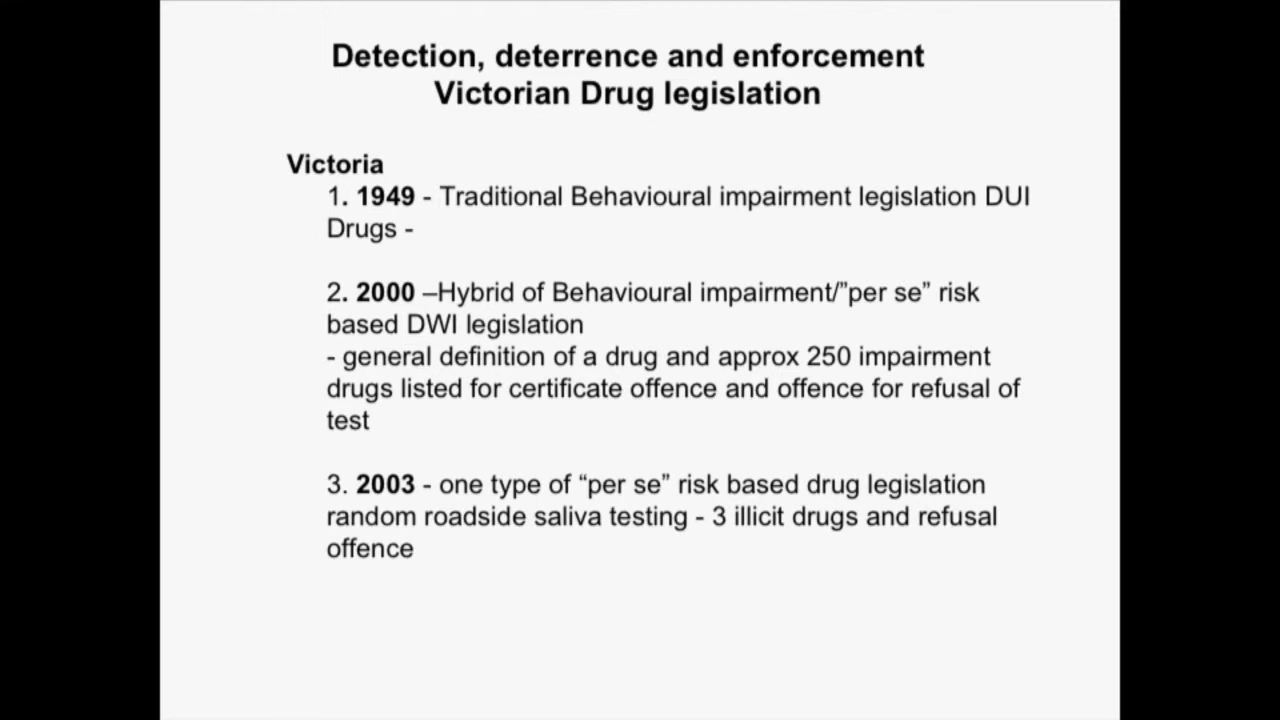 Detection, deterrence and enforcement
Victorian Drug legislation
Victoria
1. 1949 - Traditional Behavioural impairment legislation DUI
Drugs -
2. 2000 –Hybrid of Behavioural impairment/”per se” risk
based DWI legislation
- general definition of a drug and approx 250 impairment
drugs listed for certificate offence and offence for refusal of
test
3. 2003 - one type of “per se” risk based drug legislation
random roadside saliva testing - 3 illicit drugs and refusal
offence